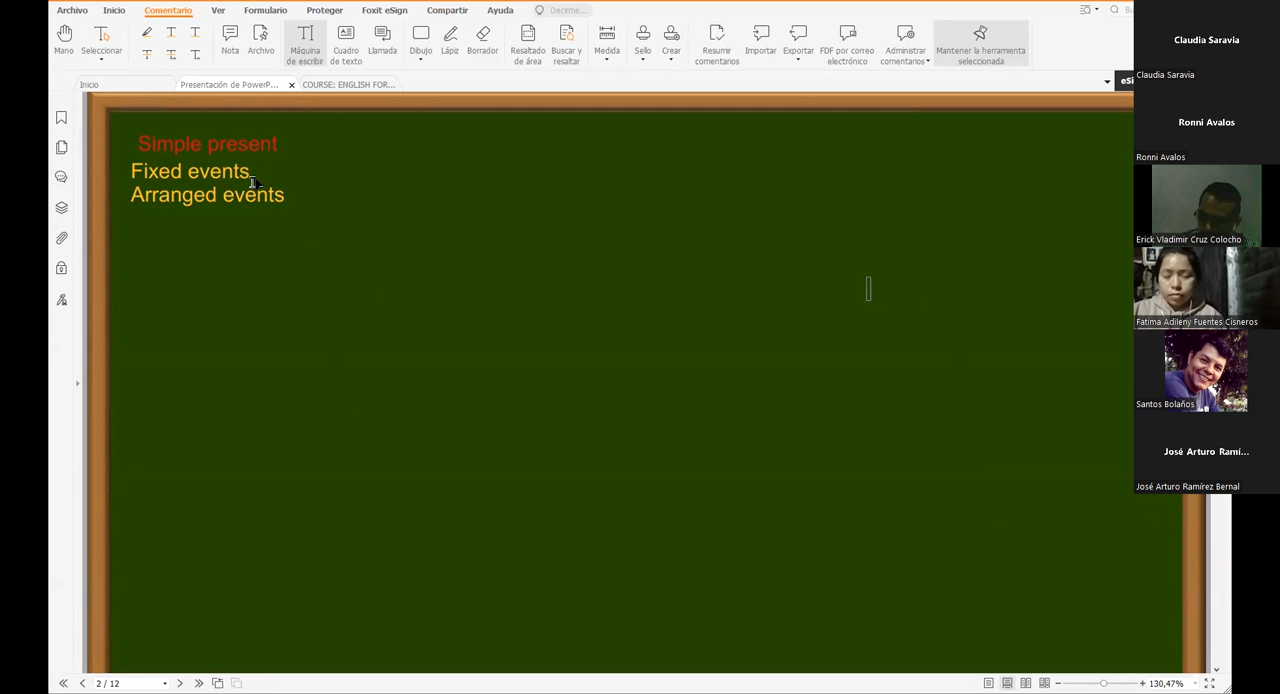 Archivo Inicio Comentario Ver Formulario Proteger Foxit eSign Compartir Ayuda Decirme...
Mano Seleccionar Nota Archivo Máquina de escribir Cuadro de texto Llamada Dibujo Lápiz Borrador Resaltado de área Buscar y resaltar Medida Sello Crear Resumir comentarios Importar Exportar FDF por correo electrónico Administrar comentarios Mantener la herramienta seleccionada
Inicio Presentación de PowerP... COURSE: ENGLISH FOR...
Simple present
Fixed events
Arranged events
Claudia Saravia
Claudia Saravia
Ronni Avalos
Ronni Avalos
Erick Vladimir Cruz Colocho
Fatima Adileny Fuentes Cisneros
Santos Bolaños
José Arturo Ramí...
José Arturo Ramírez Bernal
2 / 12
130,47%